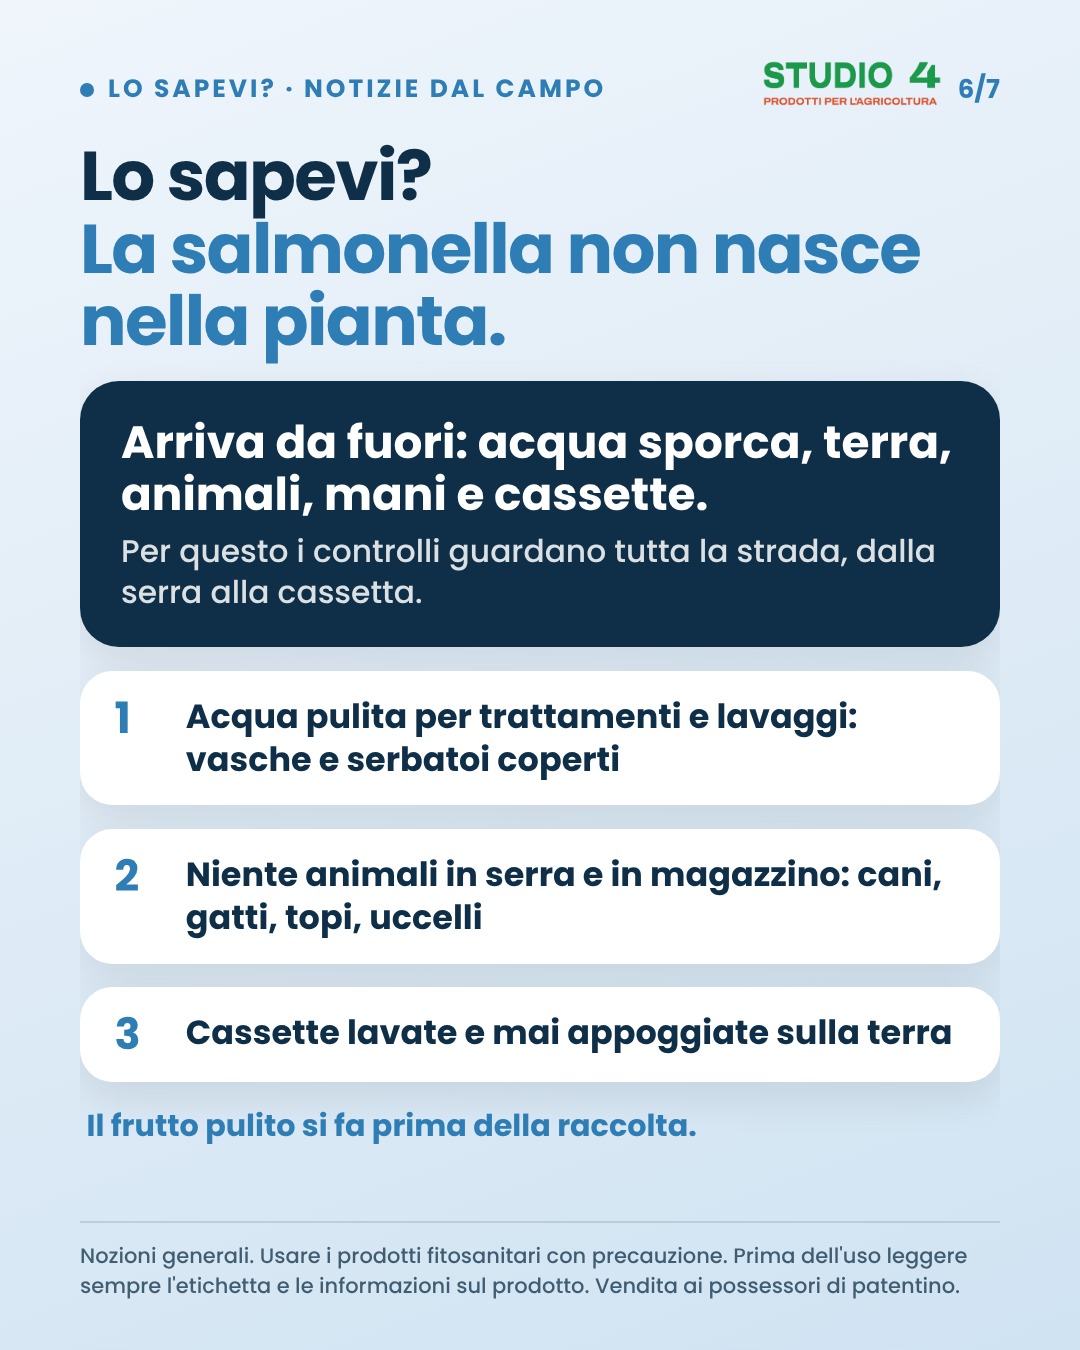 LO SAPEVI? · NOTIZIE DAL CAMPO
STUDIO 4
PRODOTTI PER L'AGRICOLTURA
6/7
Lo sapevi?
La salmonella non nasce
nella pianta.
Arriva da fuori: acqua sporca, terra,
animali, mani e cassette.
Per questo i controlli guardano tutta la strada, dalla
serra alla cassetta.
1
Acqua pulita per trattamenti e lavaggi:
vasche e serbatoi coperti
2
Niente animali in serra e in magazzino: cani,
gatti, topi, uccelli
3
Cassette lavate e mai appoggiate sulla terra
Il frutto pulito si fa prima della raccolta.
Nozioni generali. Usare i prodotti fitosanitari con precauzione. Prima dell'uso leggere
sempre l'etichetta e le informazioni sul prodotto. Vendita ai possessori di patentino.